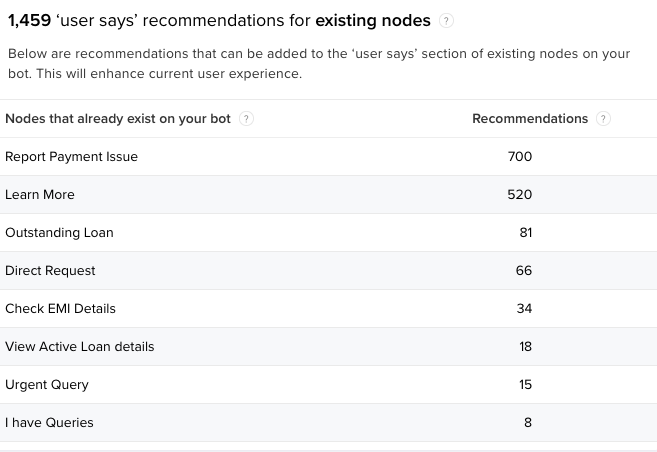 1,459 ‘user says’ recommendations for existing nodes ?
Below are recommendations that can be added to the ‘user says’ section of existing nodes on your
bot. This will enhance current user experience.
Nodes that already exist on your bot ? Recommendations ?
Report Payment Issue 700
Learn More 520
Outstanding Loan 81
Direct Request 66
Check EMI Details 34
View Active Loan details 18
Urgent Query 15
I have Queries 8